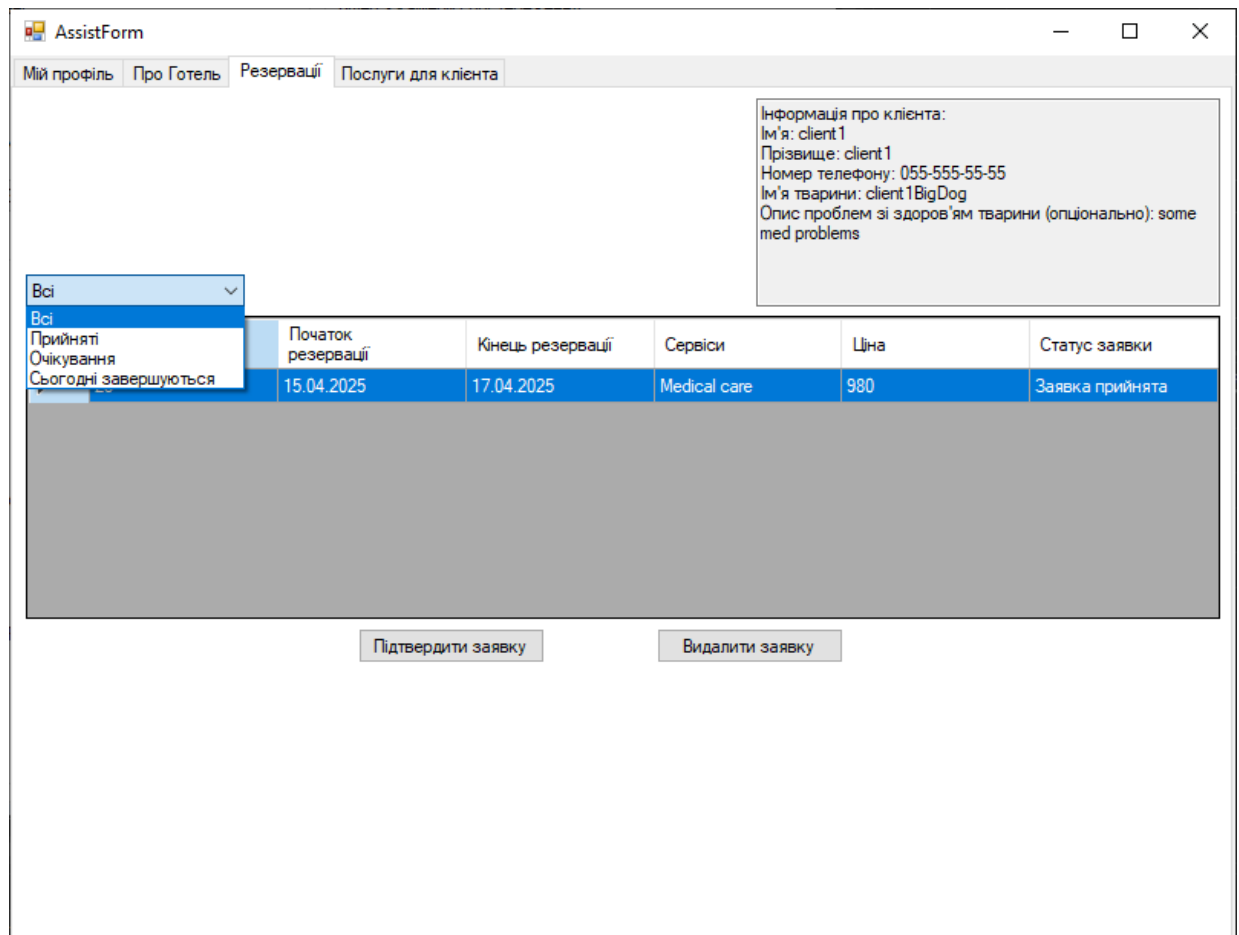 AssistForm
Мій профіль Про Готель Резервації Послуги для клієнта
Інформація про клієнта:
Ім'я: client1
Прізвище: client1
Номер телефону: 055-555-55-55
Ім'я тварини: client1BigDog
Опис проблем зі здоров'ям тварини (опціонально): some
med problems
Всі
Всі
Прийняті
Очікування
Сьогодні завершуються
Початок
резервації
Кінець резервації Сервіси Ціна Статус заявки
15.04.2025 17.04.2025 Medical care 980 Заявка прийнята
Підтвердити заявку Видалити заявку